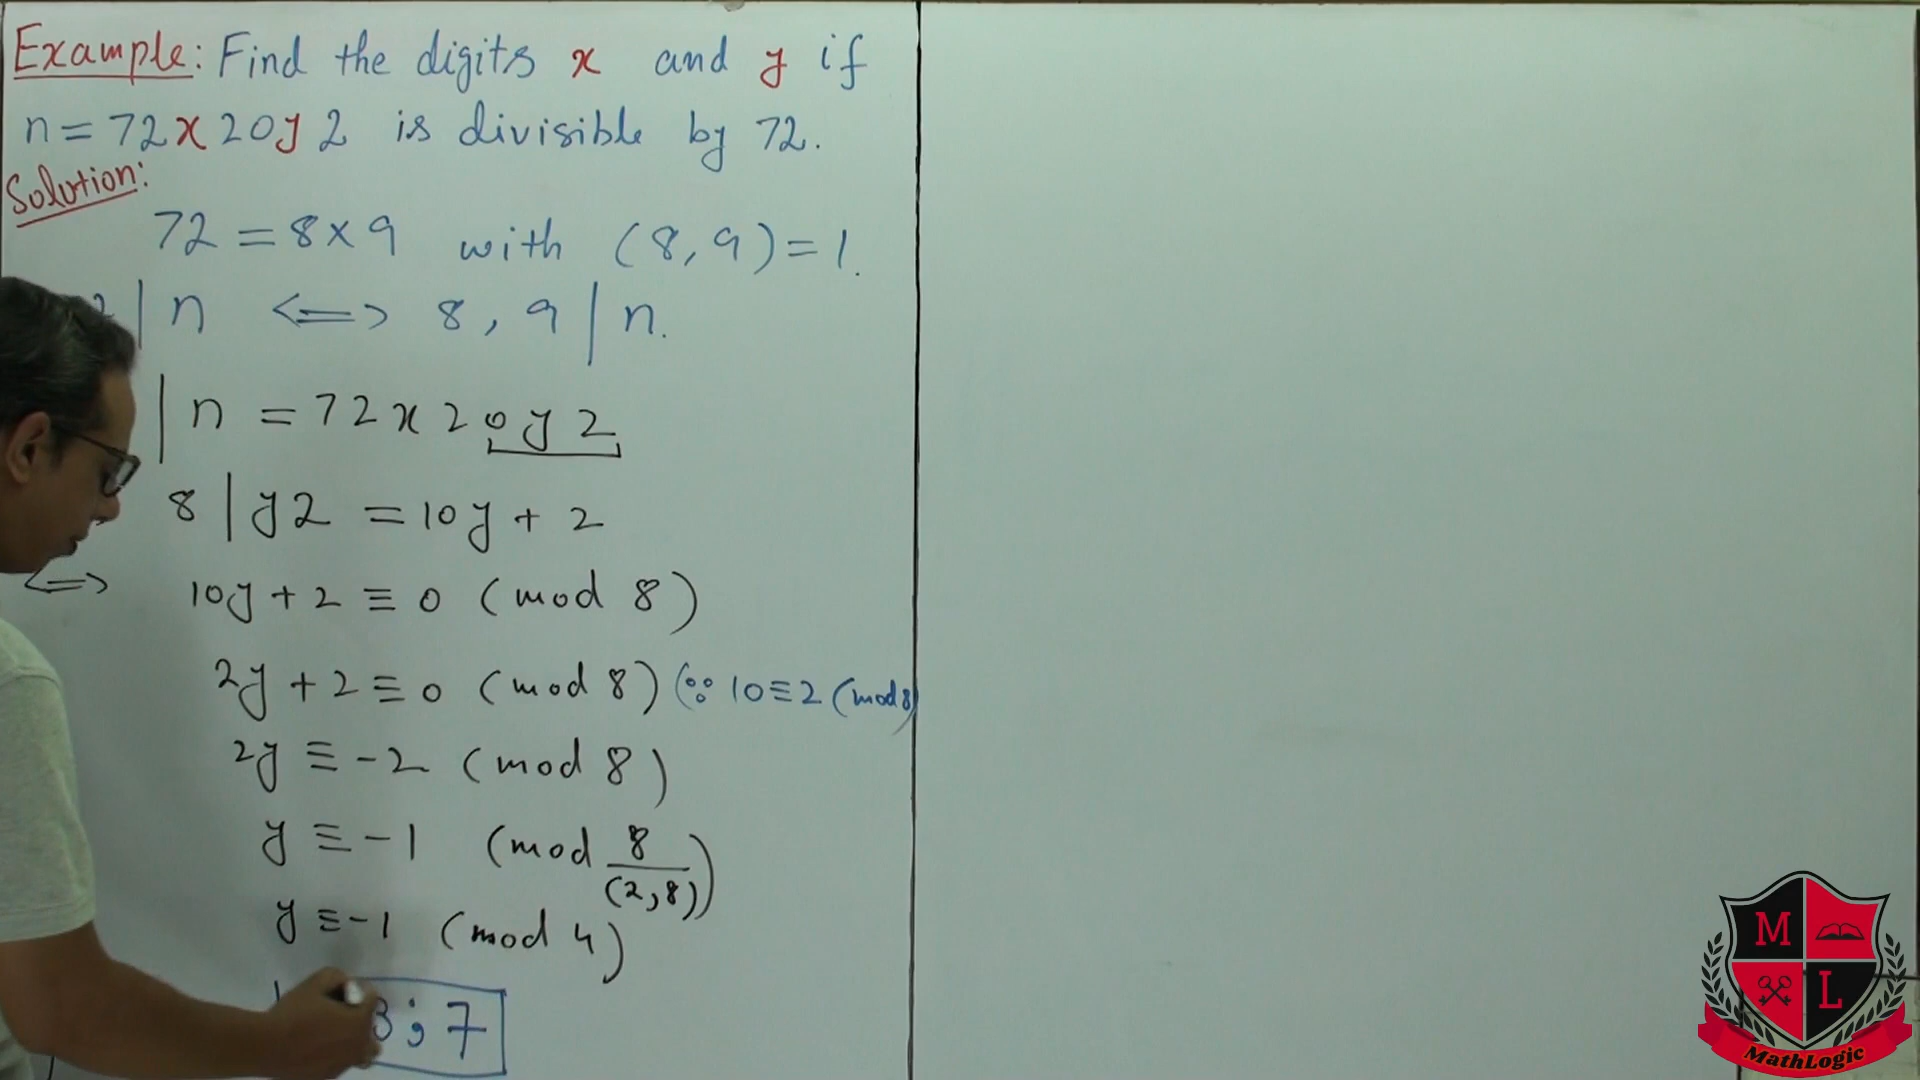 Example: Find the digits x and y if
n = 72x20y2 is divisible by 72.
Solution:
72 = 8 × 9 with (8, 9) = 1.
2 | n <=> 8, 9 | n.
| n = 72x20y2
8 | y2 = 10y + 2
<=> 10y + 2 ≡ 0 (mod 8)
2y + 2 ≡ 0 (mod 8) (∵ 10 ≡ 2 (mod 8)
2y ≡ -2 (mod 8)
y ≡ -1 (mod 8/(2,8))
y ≡ -1 (mod 4)
3; 7
M
L
MathLogic